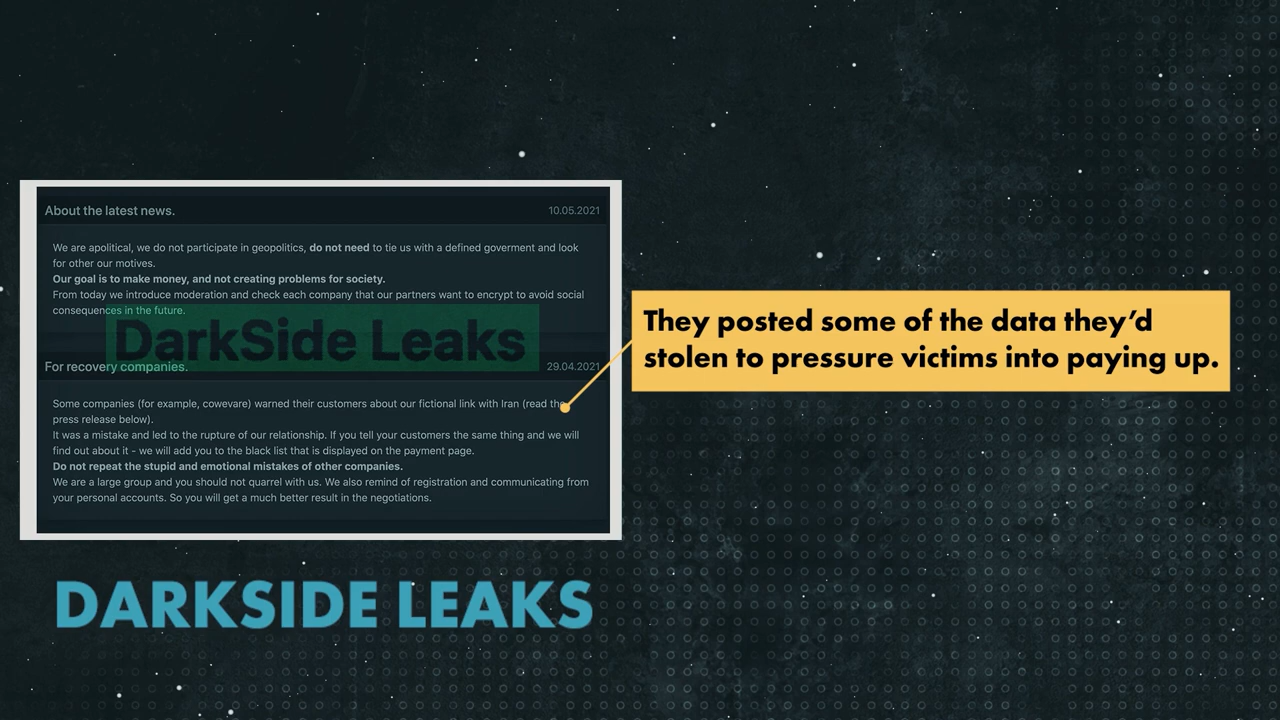 About the latest news. 10.05.2021
We are apolitical, we do not participate in geopolitics, do not need to tie us with a defined goverment and look
for other our motives.
Our goal is to make money, and not creating problems for society.
From today we introduce moderation and check each company that our partners want to encrypt to avoid social
consequences in the future.
DarkSide Leaks
For recovery companies. 29.04.2021
Some companies (for example, cowevare) warned their customers about our fictional link with Iran (read the
press release below).
It was a mistake and led to the rupture of our relationship. If you tell your customers the same thing and we will
find out about it - we will add you to the black list that is displayed on the payment page.
Do not repeat the stupid and emotional mistakes of other companies.
We are a large group and you should not quarrel with us. We also remind of registration and communicating from
your personal accounts. So you will get a much better result in the negotiations.
They posted some of the data they'd
stolen to pressure victims into paying up.
DARKSIDE LEAKS